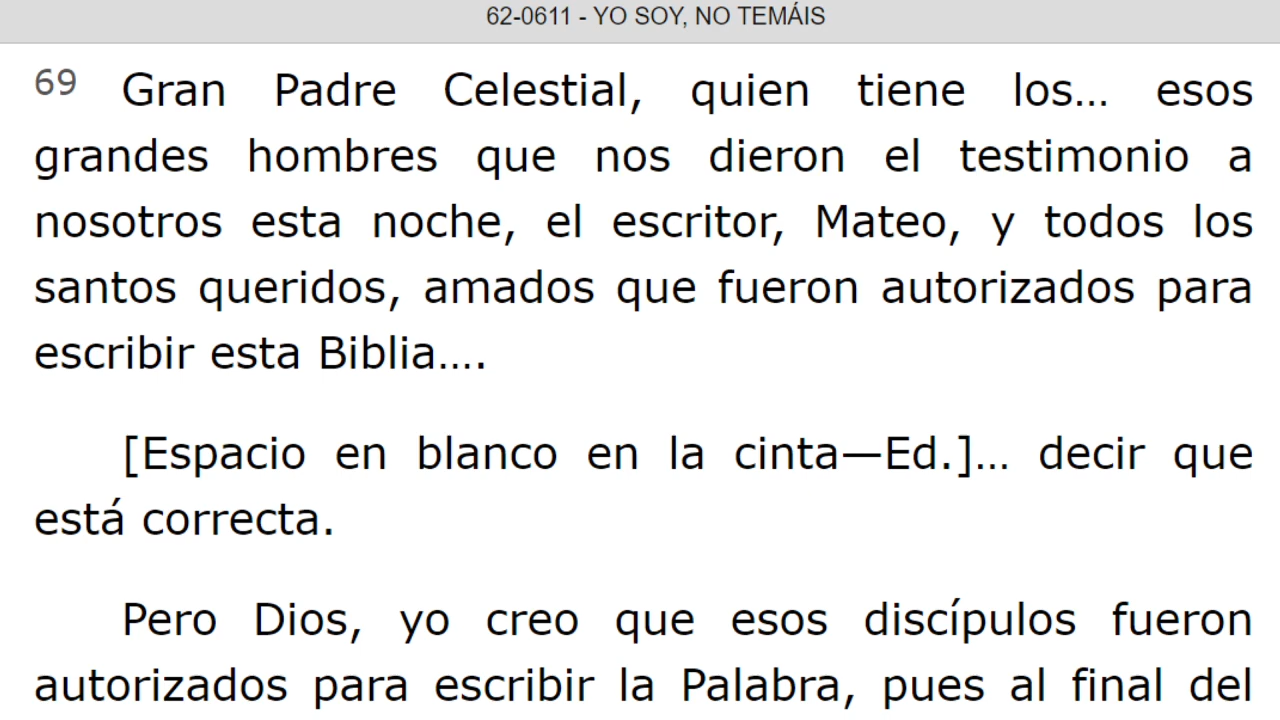 62-0611 - YO SOY, NO TEMÁIS
69 Gran Padre Celestial, quien tiene los... esos
grandes hombres que nos dieron el testimonio a
nosotros esta noche, el escritor, Mateo, y todos los
santos queridos, amados que fueron autorizados para
escribir esta Biblia....
[Espacio en blanco en la cinta—Ed.]... decir que
está correcta.
Pero Dios, yo creo que esos discípulos fueron
autorizados para escribir la Palabra, pues al final del